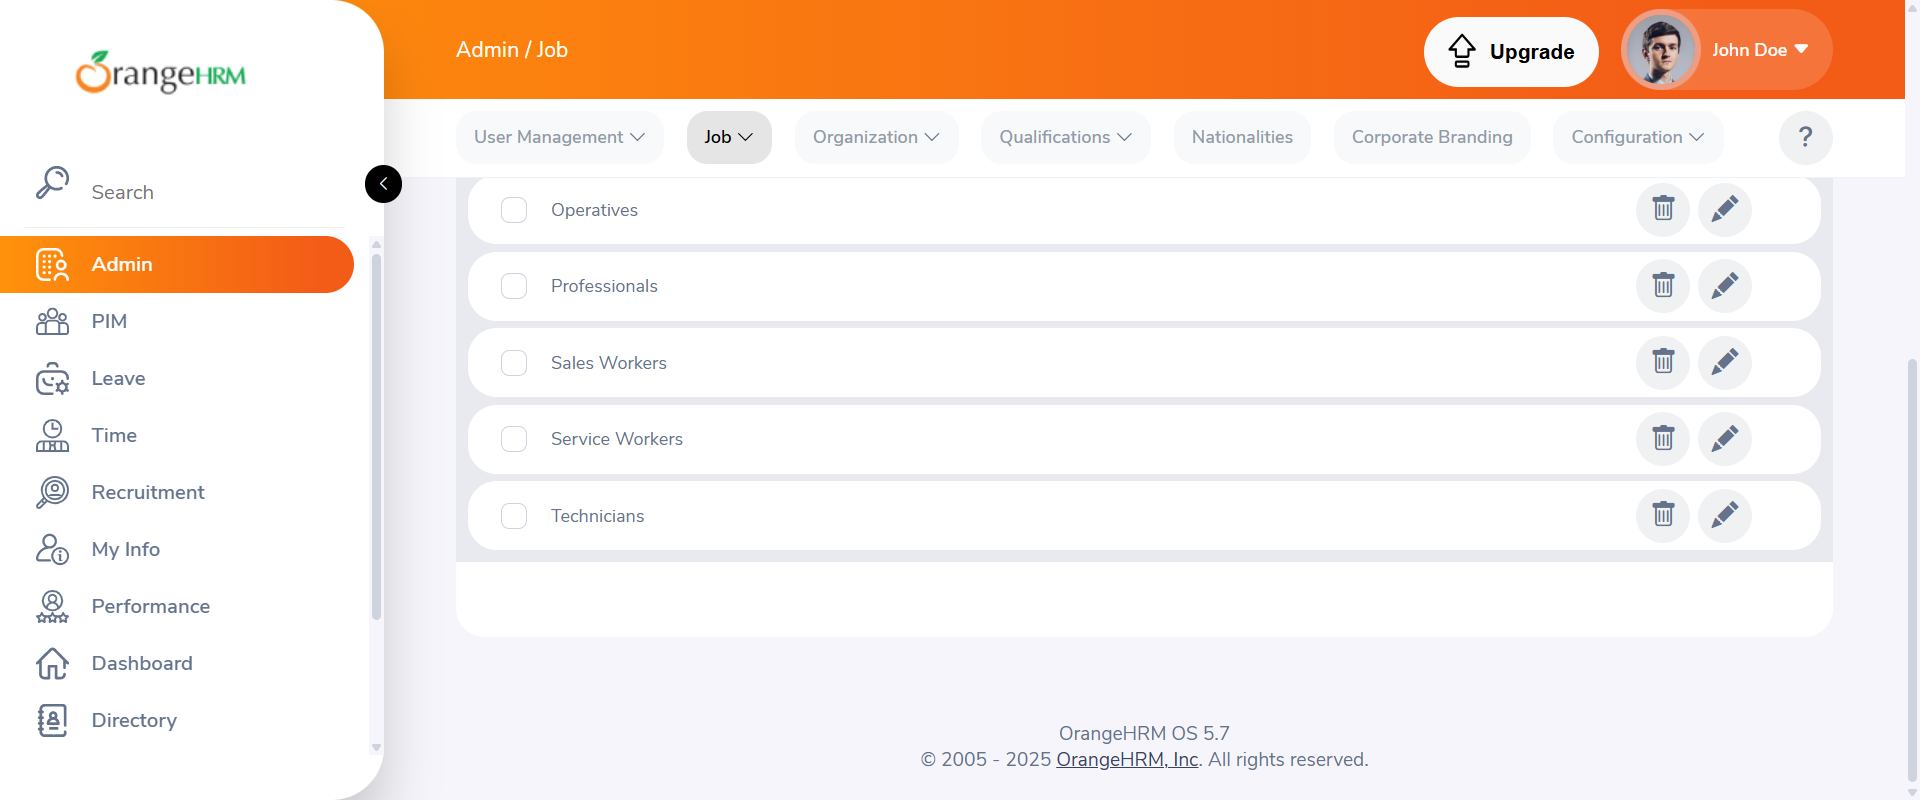 OrangeHRM
Admin / Job
Upgrade
John Doe
User Management
Job
Organization
Qualifications
Nationalities
Corporate Branding
Configuration
?
Search
Admin
PIM
Leave
Time
Recruitment
My Info
Performance
Dashboard
Directory
Operatives
Professionals
Sales Workers
Service Workers
Technicians
OrangeHRM OS 5.7
© 2005 - 2025 OrangeHRM, Inc. All rights reserved.